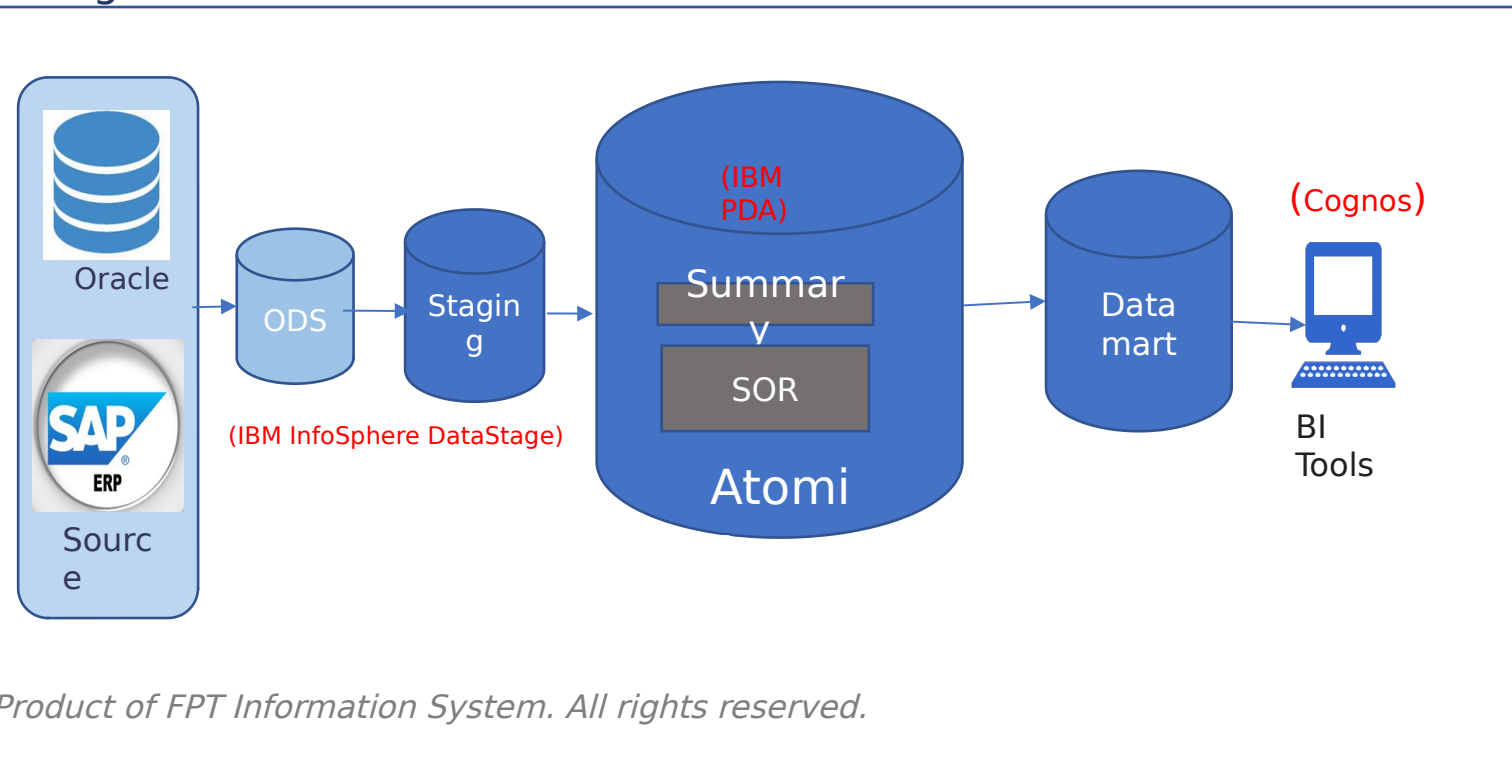 Oracle
SAP
®
ERP
Sourc
e
ODS
Stagin
g
(IBM InfoSphere DataStage)
(IBM
PDA)
Summar
y
SOR
Atomi
Data
mart
(Cognos)
BI
Tools
Product of FPT Information System. All rights reserved.